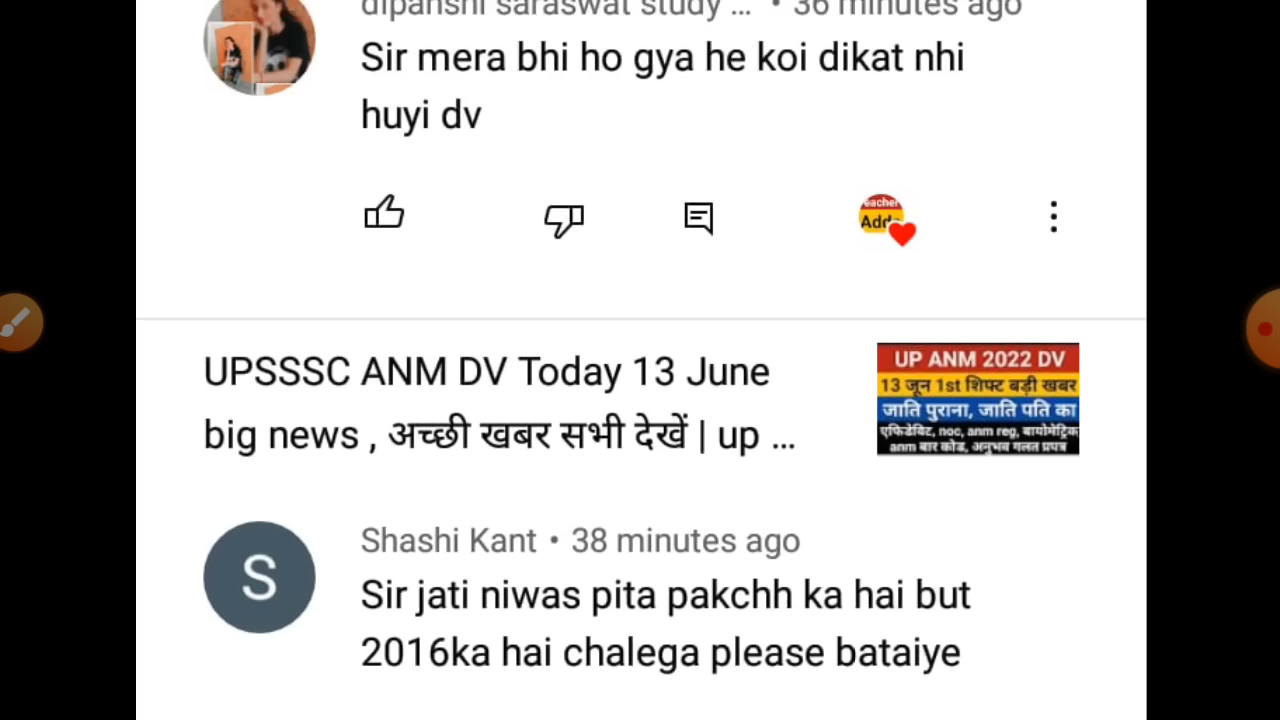 dipanshi saraswat study ... • 36 minutes ago
Sir mera bhi ho gya he koi dikat nhi
huyi dv
eacher
Add
UPSSSC ANM DV Today 13 June
big news , अच्छी खबर सभी देखें | up ...
UP ANM 2022 DV
13 जून 1st शिफ्ट बड़ी खबर
जाति पुराना, जाति पति का
एफिडेविट, noc, anm reg, बायोमेट्रिक
anm बार कोड, अनुभव गलत प्रपत्र
S
Shashi Kant • 38 minutes ago
Sir jati niwas pita pakchh ka hai but
2016ka hai chalega please bataiye